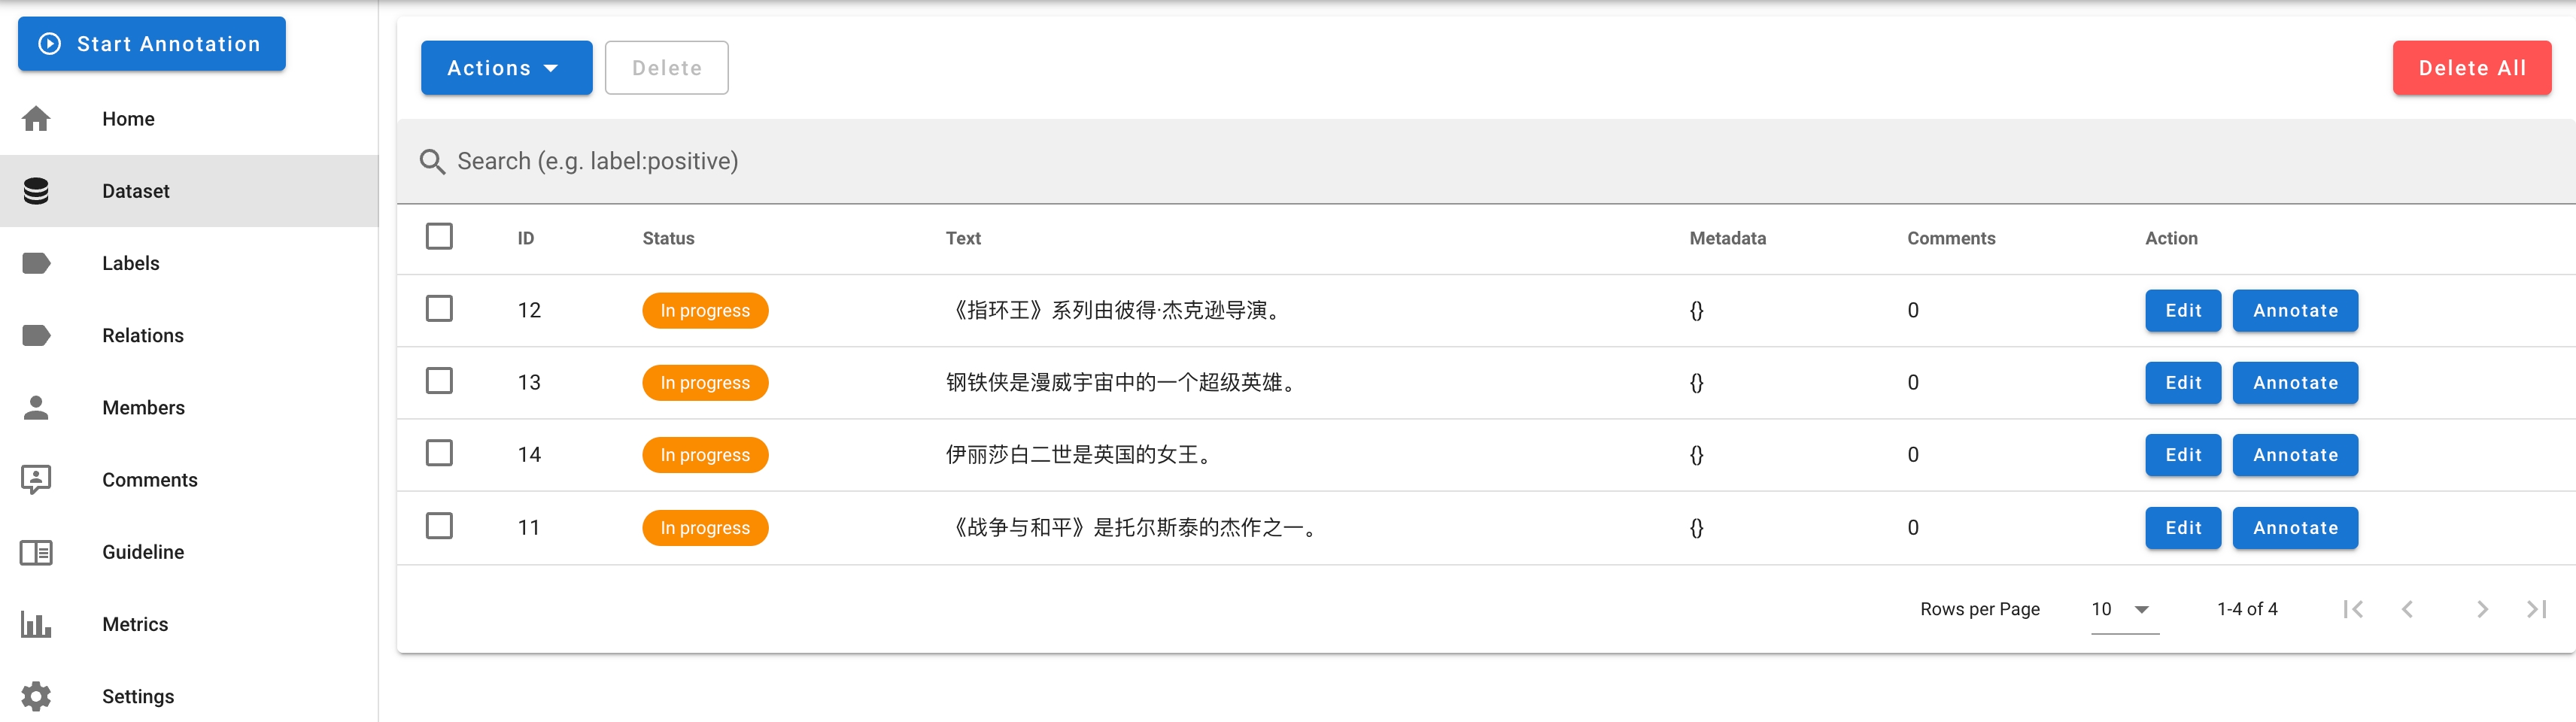 Start Annotation
Home
Dataset
Labels
Relations
Members
Comments
Guideline
Metrics
Settings
Actions
Delete
Delete All
Search (e.g. label:positive)
ID Status Text Metadata Comments Action
12 In progress 《指环王》系列由彼得·杰克逊导演。 {} 0 Edit Annotate
13 In progress 钢铁侠是漫威宇宙中的一个超级英雄。 {} 0 Edit Annotate
14 In progress 伊丽莎白二世是英国的女王。 {} 0 Edit Annotate
11 In progress 《战争与和平》是托尔斯泰的杰作之一。 {} 0 Edit Annotate
Rows per Page 10 1-4 of 4